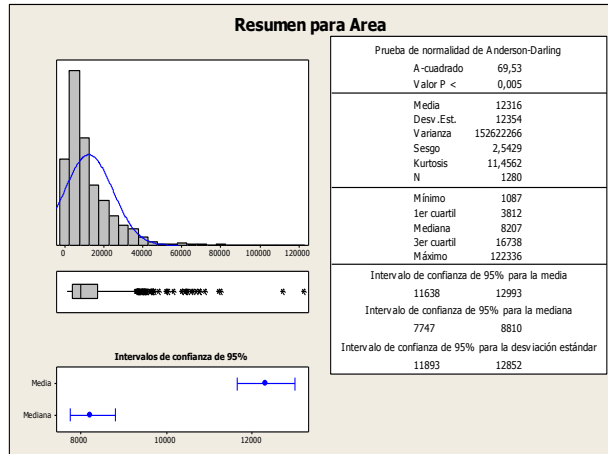 Resumen para Area
0 20000 40000 60000 80000 100000 120000
Intervalos de confianza de 95%
Media
Mediana
8000 10000 12000
Prueba de normalidad de Anderson-Darling
A-cuadrado 69,53
Valor P < 0,005
Media 12316
Desv.Est. 12354
Varianza 152622266
Sesgo 2,5429
Kurtosis 11,4562
N 1280
Mínimo 1087
1er cuartil 3812
Mediana 8207
3er cuartil 16738
Máximo 122336
Intervalo de confianza de 95% para la media
11638 12993
Intervalo de confianza de 95% para la mediana
7747 8810
Intervalo de confianza de 95% para la desviación estándar
11893 12852